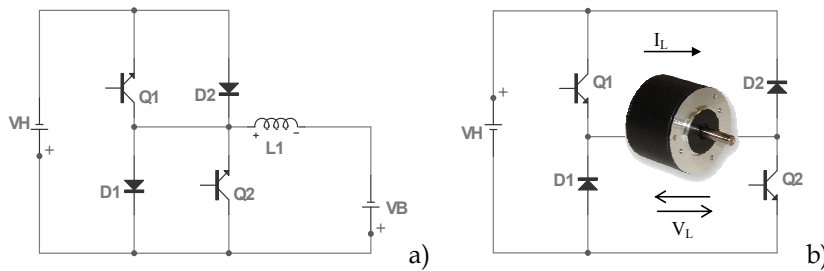 Q1
D2
VH
+
+ -
L1
D1
Q2
VB
+
a)
I_L
Q1
D2
+
VH
D1
Q2
V_L
b)